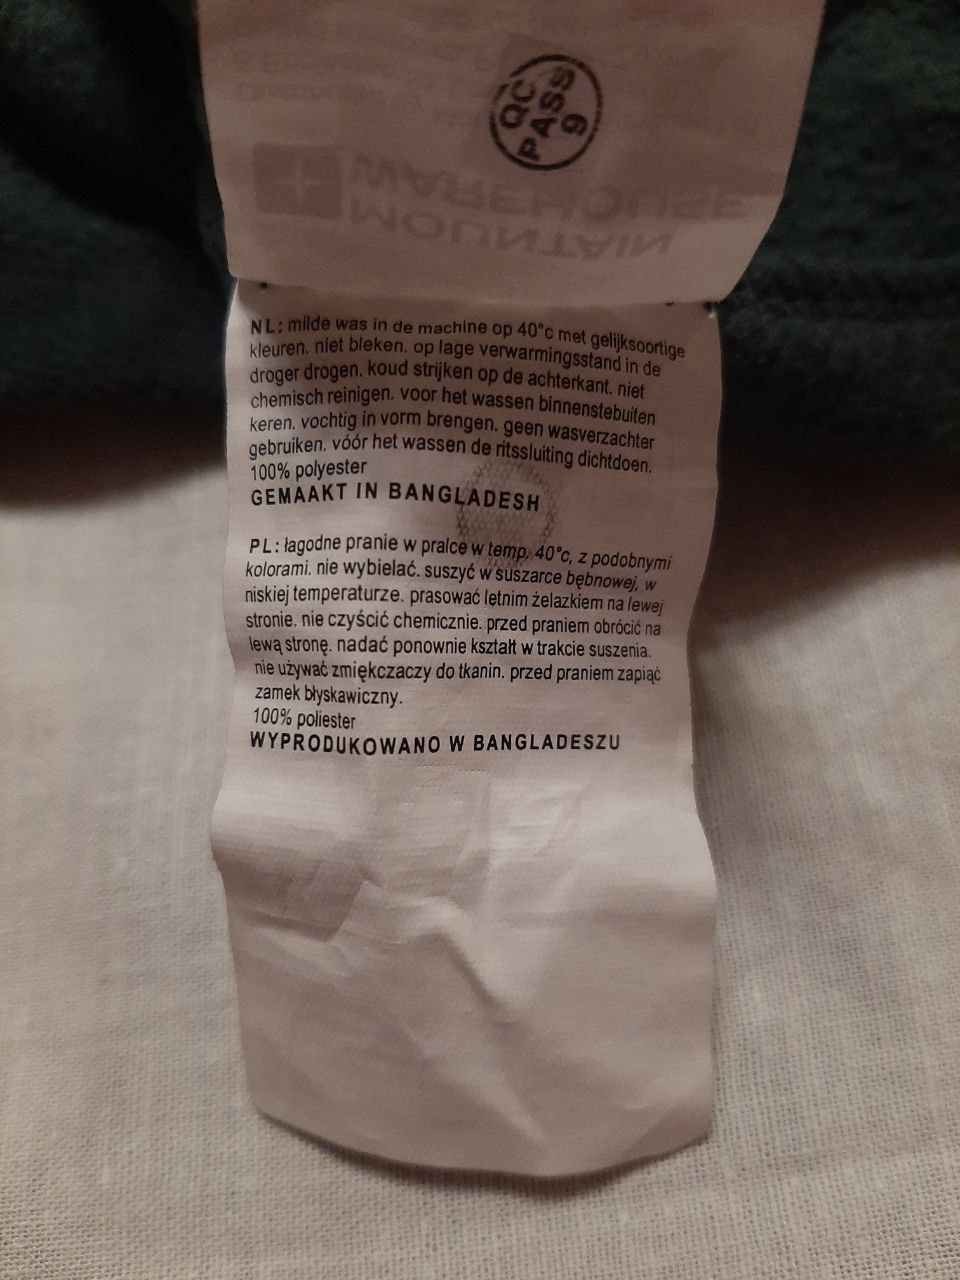 QC
PASS
9
WAREHOUSE
MOUNTAIN
NL: milde was in de machine op 40°c met gelijksoortige
kleuren. niet bleken. op lage verwarmingsstand in de
droger drogen. koud strijken op de achterkant. niet
chemisch reinigen. voor het wassen binnenstebuiten
keren. vochtig in vorm brengen. geen wasverzachter
gebruiken. vóór het wassen de ritssluiting dichtdoen.
100% polyester
GEMAAKT IN BANGLADESH
PL: łagodne pranie w pralce w temp. 40°c, z podobnymi
kolorami. nie wybielać. suszyć w suszarce bębnowej, w
niskiej temperaturze. prasować lętnim żelazkiem na lewej
stronie. nie czyścić chemicznie. przed praniem obrócić na
lewą stronę. nadać ponownie kształt w trakcie suszenia.
nie używać zmiękczaczy do tkanin. przed praniem zapiąć
zamek błyskawiczny.
100% poliester
WYPRODUKOWANO W BANGLADESZU